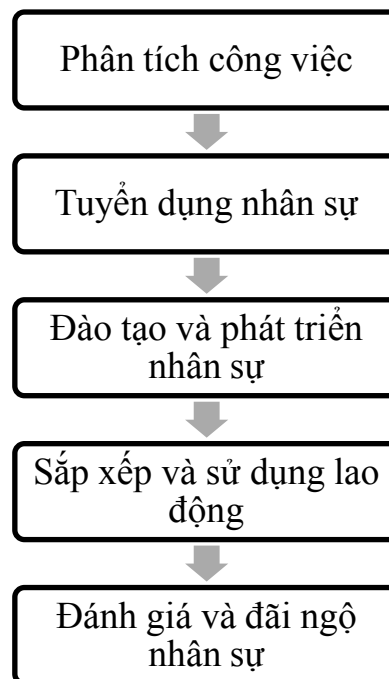 Phân tích công việc
Tuyển dụng nhân sự
Đào tạo và phát triển
nhân sự
Sắp xếp và sử dụng lao
động
Đánh giá và đãi ngộ
nhân sự